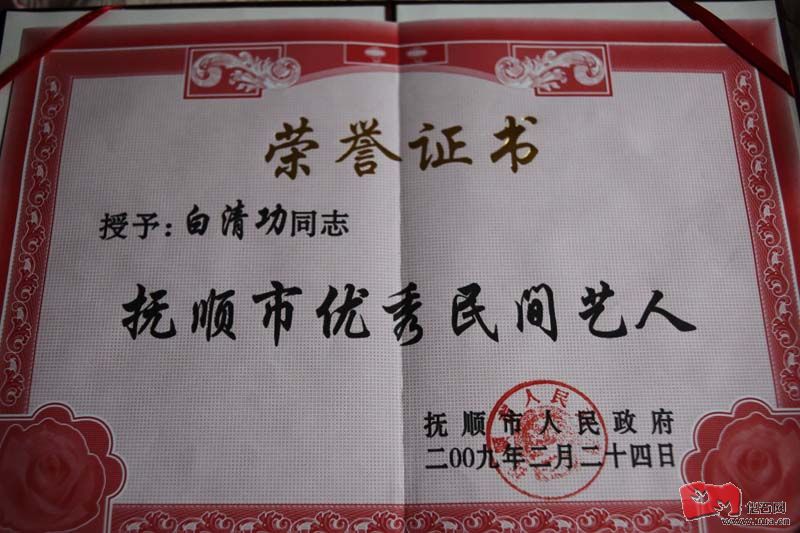 荣誉证书
授予：白清功同志
抚顺市优秀民间艺人
抚顺市人民政府
二00九年二月二十四日